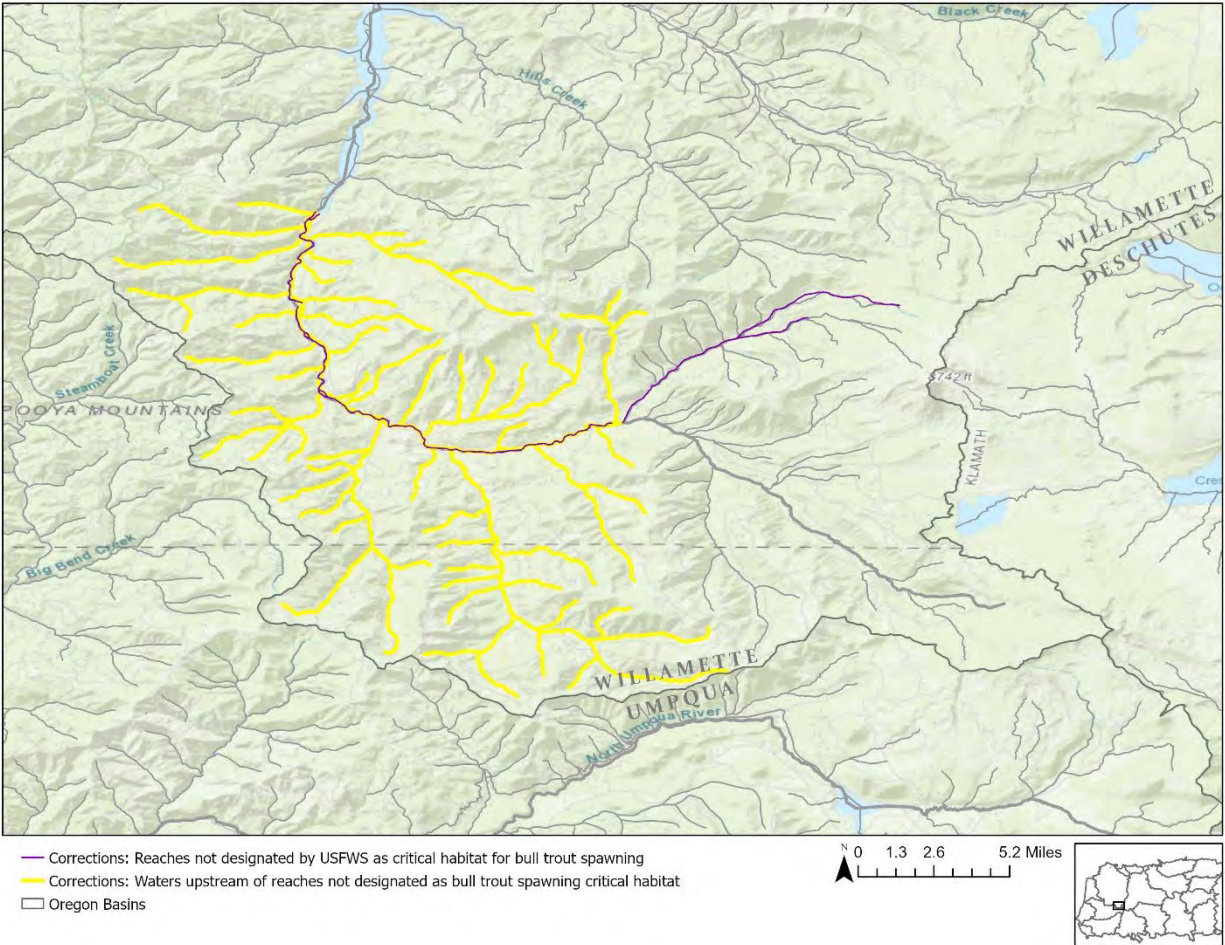 Black Creek
Hills Creek
WILLAMETTE
DESCHUTES
Steamboat Creek
POOYA MOUNTAINS
8742 ft
KLAMATH
Cre
Big Bend Creek
WILLAMETTE
UMPQUA
North Umpqua River
Corrections: Reaches not designated by USFWS as critical habitat for bull trout spawning
Corrections: Waters upstream of reaches not designated as bull trout spawning critical habitat
Oregon Basins
N 0 1.3 2.6 5.2 Miles